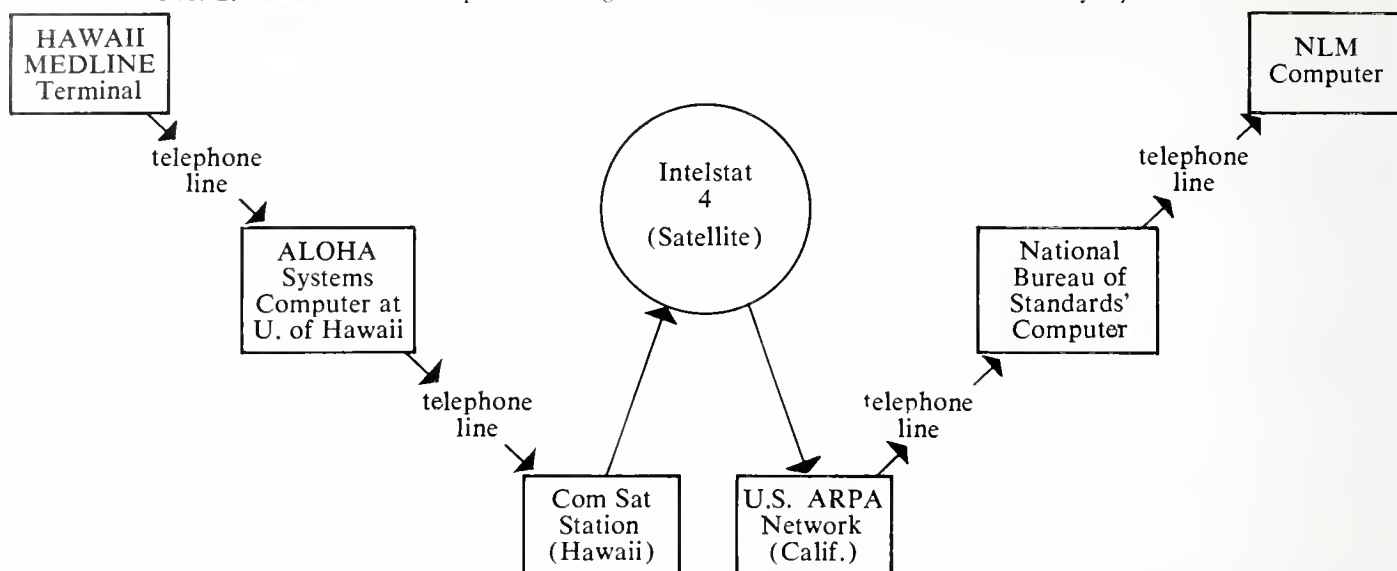 HAWAII
MEDLINE
Terminal
telephone
line
ALOHA
Systems
Computer at
U. of Hawaii
telephone
line
Com Sat
Station
(Hawaii)
Intelstat
4
(Satellite)
U.S. ARPA
Network
(Calif.)
telephone
line
National
Bureau of
Standards'
Computer
telephone
line
NLM
Computer